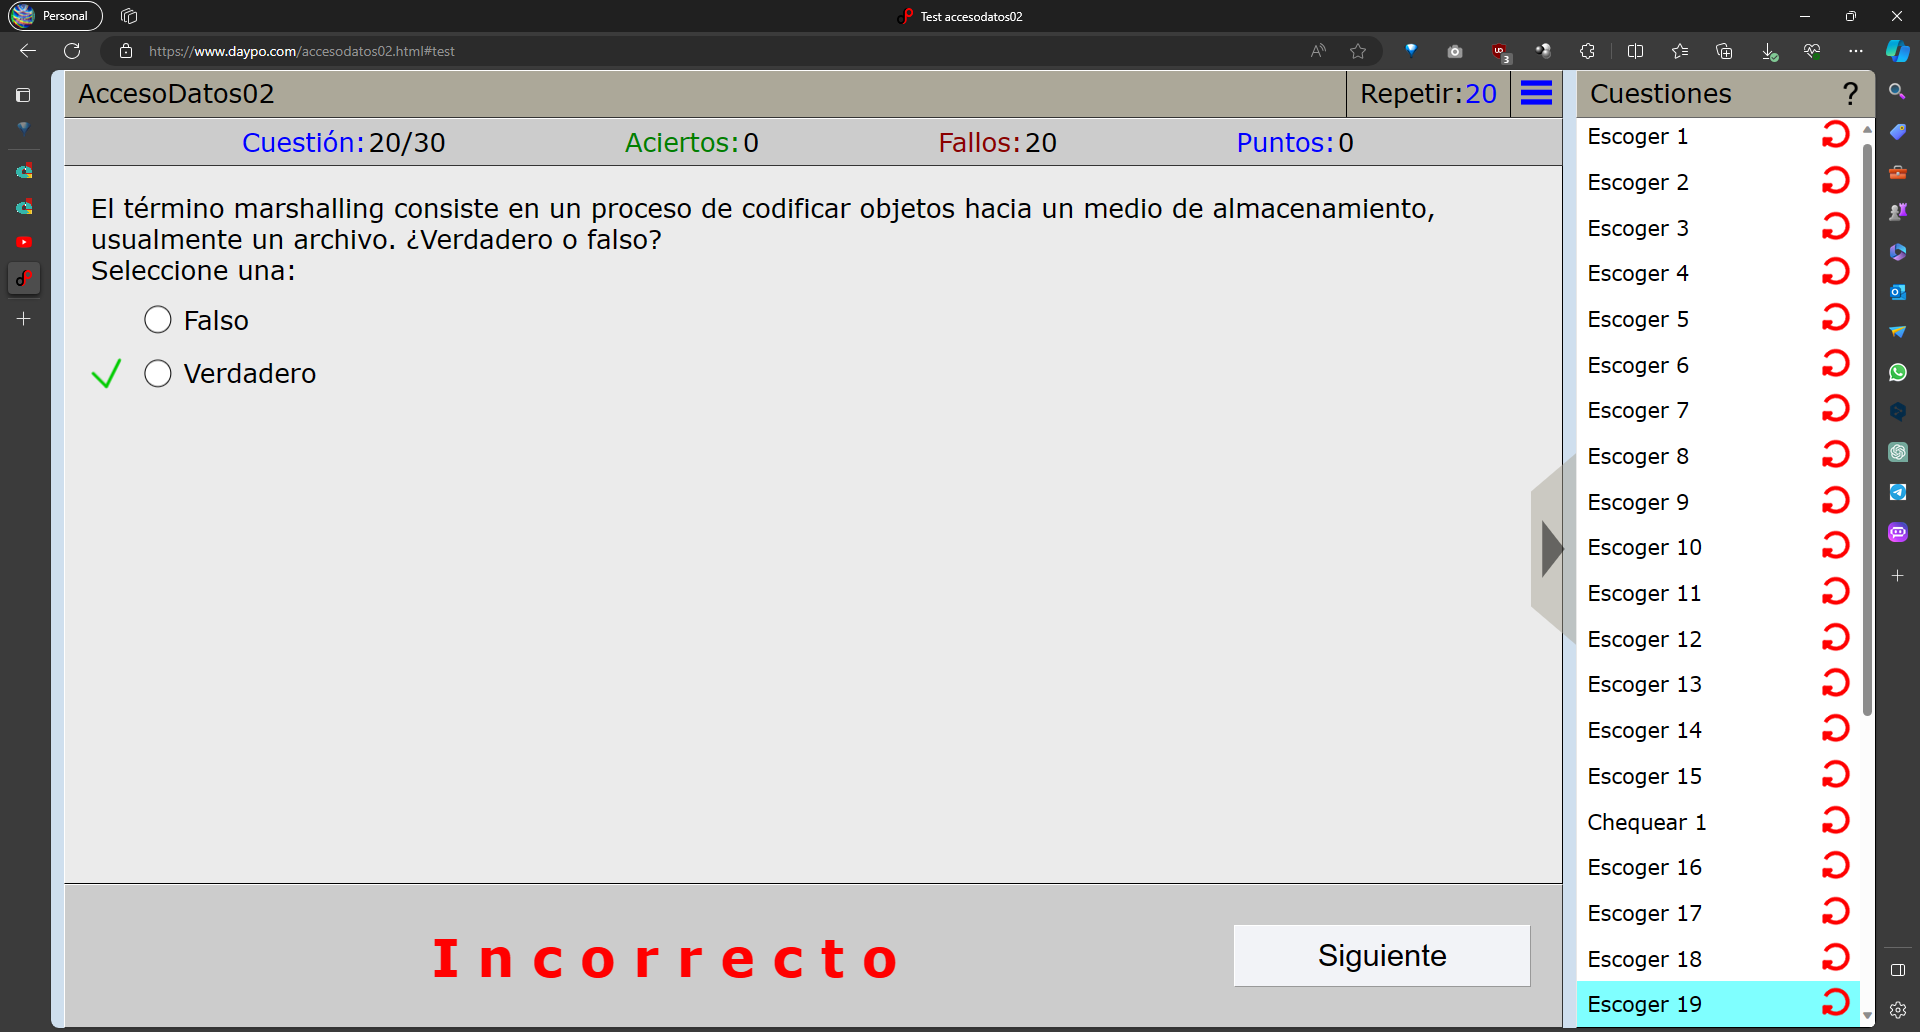 Personal
Test accesodatos02
https://www.daypo.com/accesodatos02.html#test
AccesoDatos02
Repetir:20
Cuestiones
?
Cuestión:20/30
Aciertos:0
Fallos:20
Puntos:0
El término marshalling consiste en un proceso de codificar objetos hacia un medio de almacenamiento,
usualmente un archivo. ¿Verdadero o falso?
Seleccione una:
Falso
Verdadero
Incorrecto
Siguiente
Escoger 1
Escoger 2
Escoger 3
Escoger 4
Escoger 5
Escoger 6
Escoger 7
Escoger 8
Escoger 9
Escoger 10
Escoger 11
Escoger 12
Escoger 13
Escoger 14
Escoger 15
Chequear 1
Escoger 16
Escoger 17
Escoger 18
Escoger 19
3